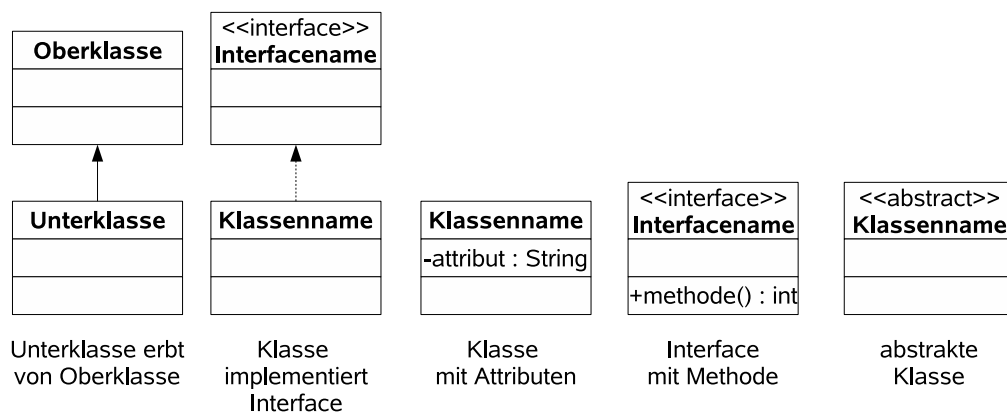 Oberklasse
<<interface>>
Interfacename
Unterklasse
Klassenname
Klassenname
-attribut : String
<<interface>>
Interfacename
+methode() : int
<<abstract>>
Klassenname
Unterklasse erbt
von Oberklasse
Klasse
implementiert
Interface
Klasse
mit Attributen
Interface
mit Methode
abstrakte
Klasse